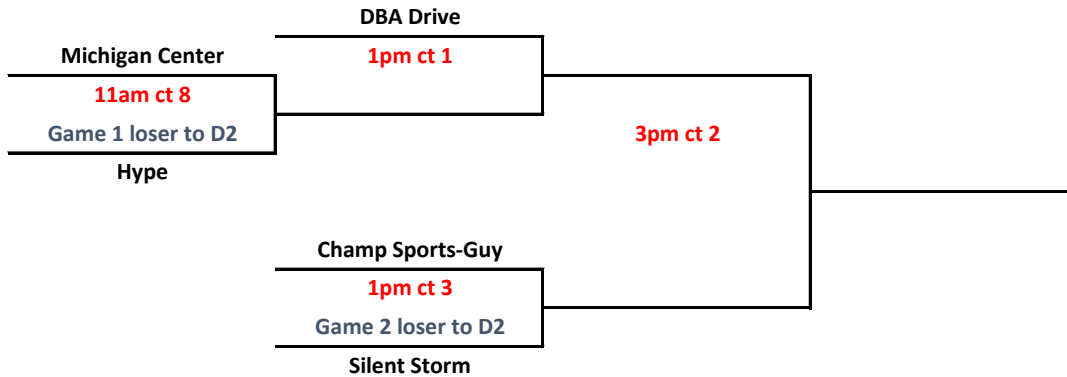 DBA Drive
Michigan Center
1pm ct 1
11am ct 8
Game 1 loser to D2
3pm ct 2
Hype
Champ Sports-Guy
1pm ct 3
Game 2 loser to D2
Silent Storm